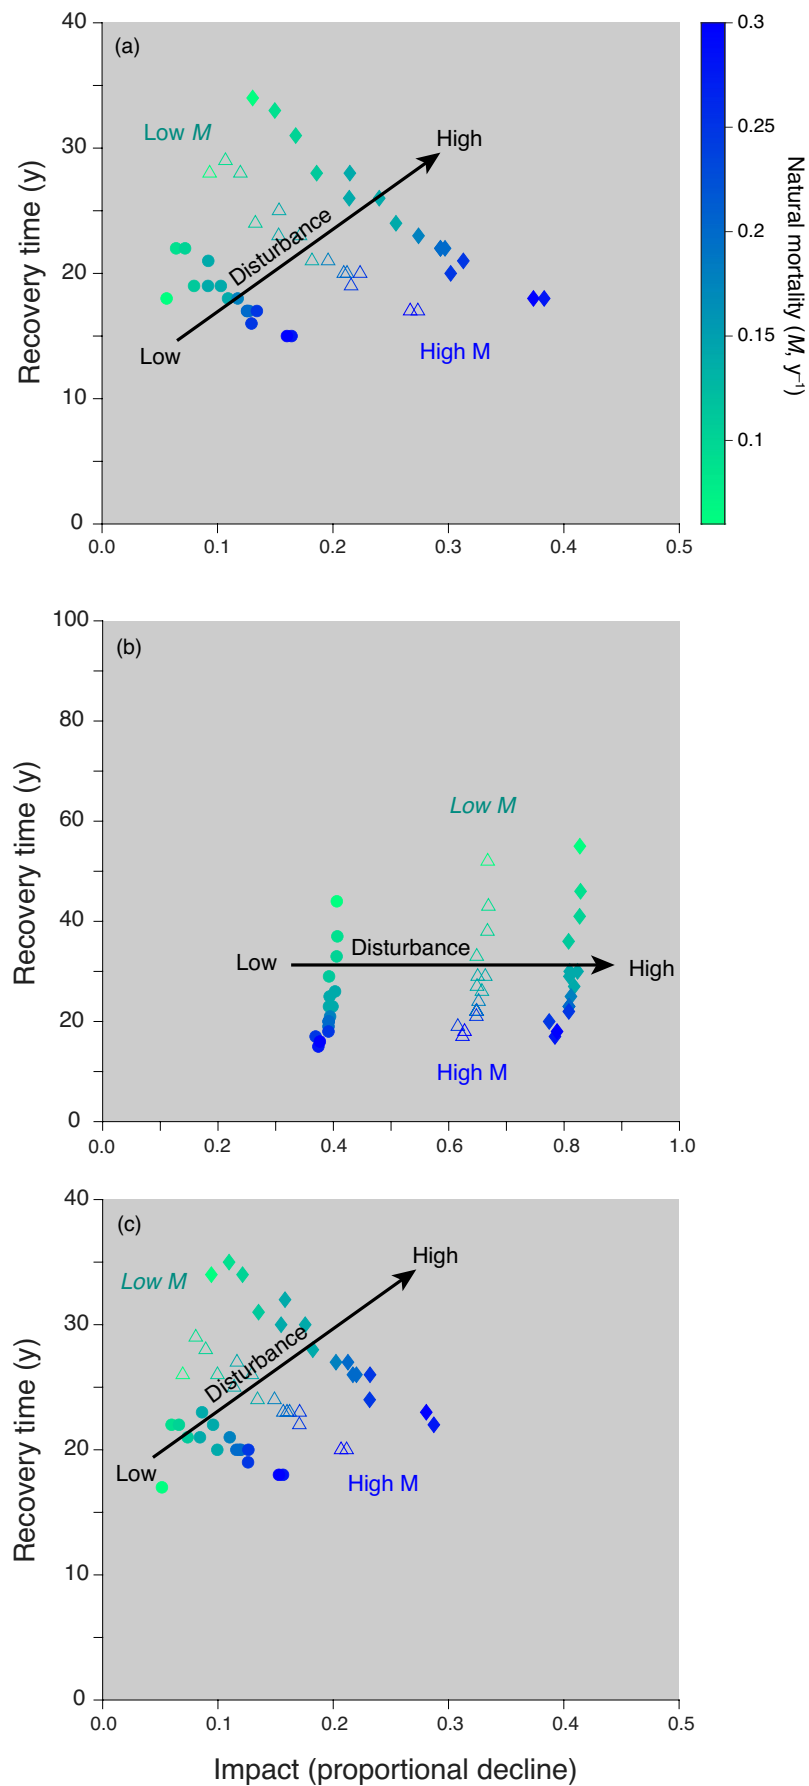 (a)
40
30
20
10
0
Recovery time (y)
0.0
0.1
0.2
0.3
0.4
0.5
Low M
High
Disturbance
Low
High M
0.3
0.25
0.2
0.15
0.1
Natural mortality (M, y⁻¹)
(b)
100
80
60
40
20
0
Recovery time (y)
0.0
0.2
0.4
0.6
0.8
1.0
Low M
Disturbance
Low
High
High M
(c)
40
30
20
10
0
Recovery time (y)
Low M
High
Disturbance
Low
High M
0.0
0.1
0.2
0.3
0.4
0.5
Impact (proportional decline)